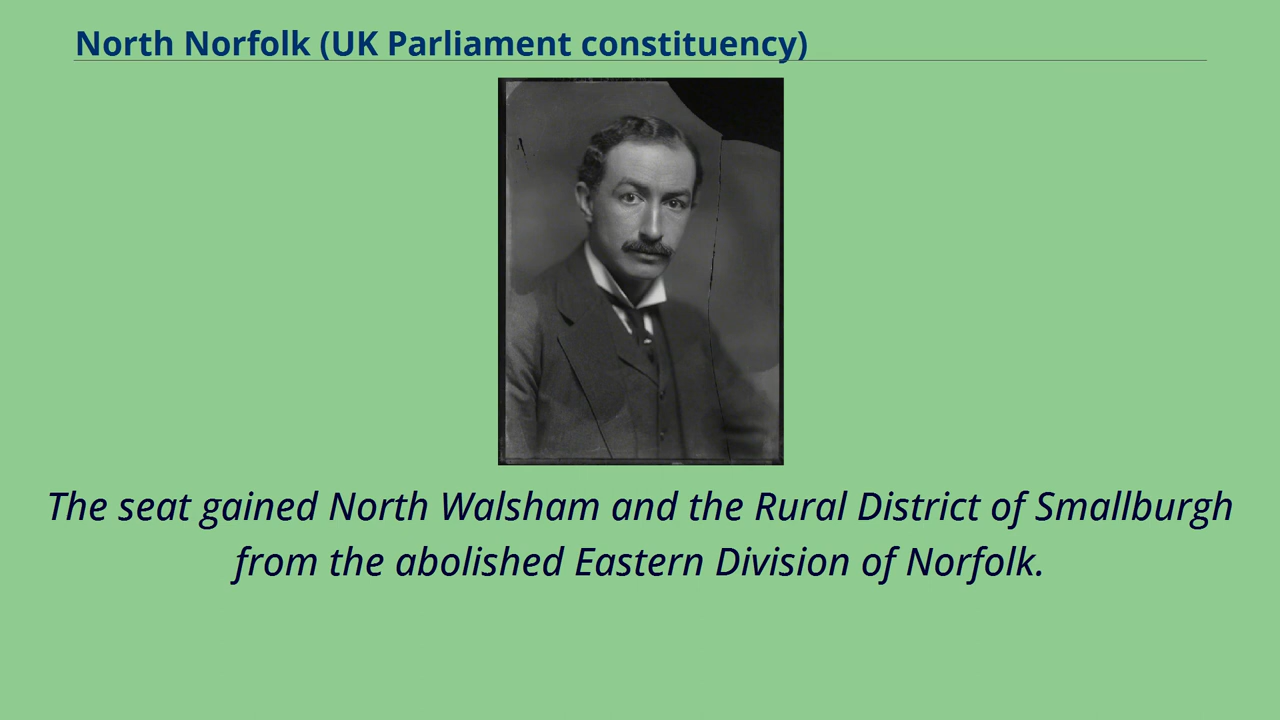 North Norfolk (UK Parliament constituency)
The seat gained North Walsham and the Rural District of Smallburgh
from the abolished Eastern Division of Norfolk.